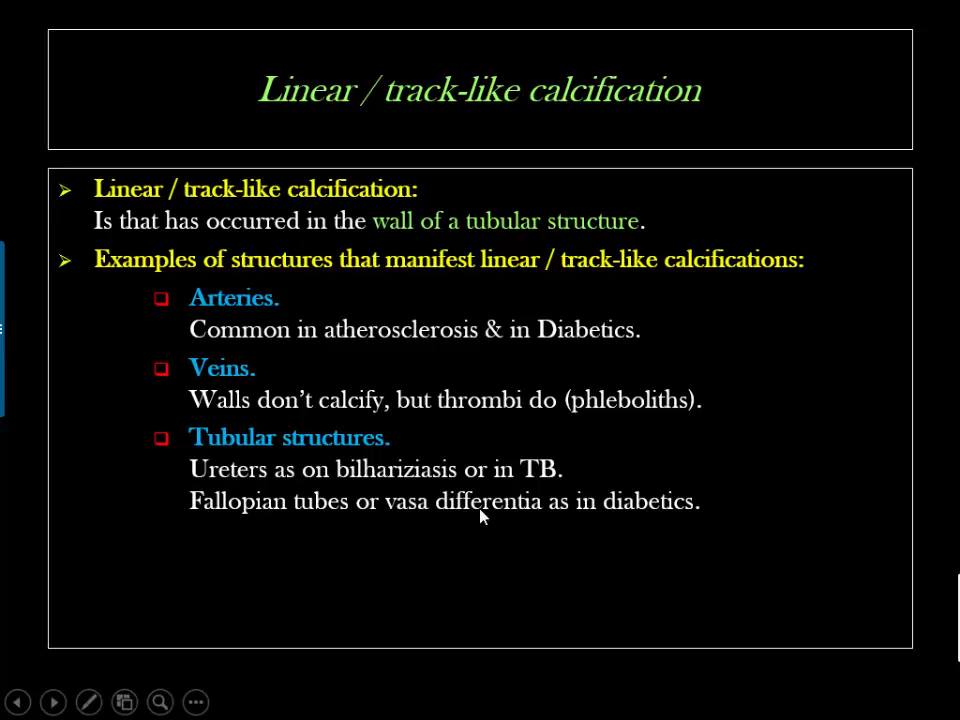 Linear / track-like calcification
Linear / track-like calcification:
Is that has occurred in the wall of a tubular structure.
Examples of structures that manifest linear / track-like calcifications:
Arteries.
Common in atherosclerosis & in Diabetics.
Veins.
Walls don’t calcify, but thrombi do (phleboliths).
Tubular structures.
Ureters as on bilhariziasis or in TB.
Fallopian tubes or vasa differentia as in diabetics.